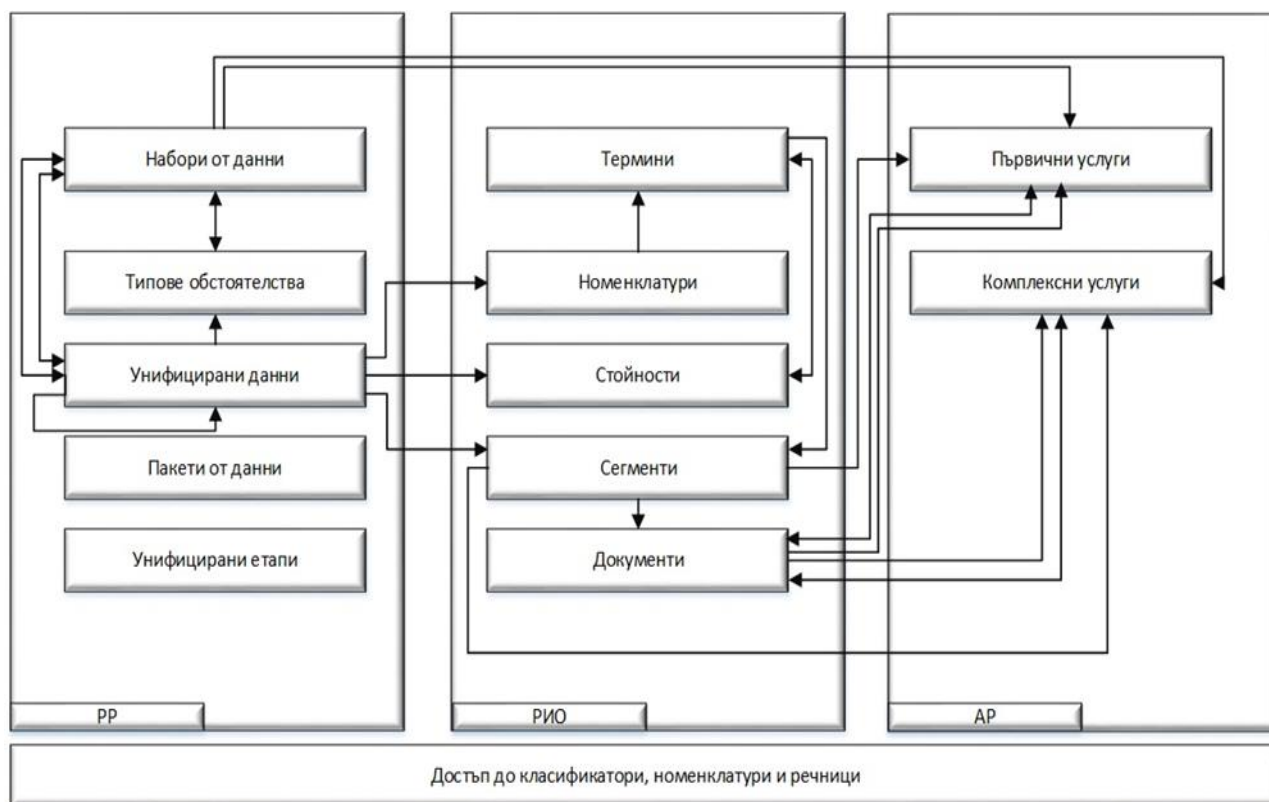 Набори от данни
Типове обстоятелства
Унифицирани данни
Пакети от данни
Унифицирани етапи
РР
Термини
Номенклатури
Стойности
Сегменти
Документи
РИО
Първични услуги
Комплексни услуги
АР
Достъп до класификатори, номенклатури и речници